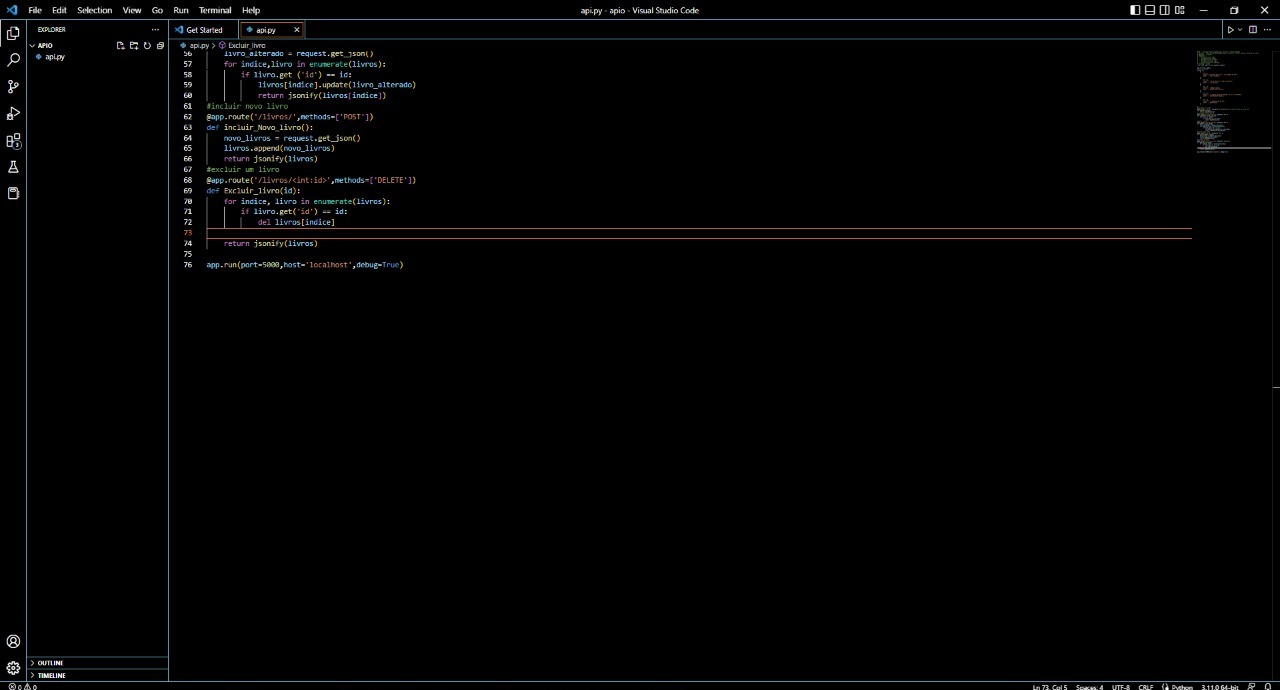 File Edit Selection View Go Run Terminal Help
api.py - apio - Visual Studio Code
EXPLORER
APIO
api.py
Get Started
api.py
api.py > Excluir_livro
56 livro_alterado = request.get_json()
57 for indice,livro in enumerate(livros):
58 if livro.get ('id') == id:
59 livros[indice].update(livro_alterado)
60 return jsonify(livros[indice])
61 #incluir novo livro
62 @app.route('/livros/',methods=['POST'])
63 def incluir_Novo_livro():
64 novo_livros = request.get_json()
65 livros.append(novo_livros)
66 return jsonify(livros)
67 #excluir um livro
68 @app.route('/livros/<int:id>',methods=['DELETE'])
69 def Excluir_livro(id):
70 for indice, livro in enumerate(livros):
71 if livro.get('id') == id:
72 del livros[indice]
73
74 return jsonify(livros)
75
76 app.run(port=5000,host='localhost',debug=True)
OUTLINE
TIMELINE
0 0
Ln 73, Col 5 Spaces: 4 UTF-8 CRLF Python 3.11.0 64-bit